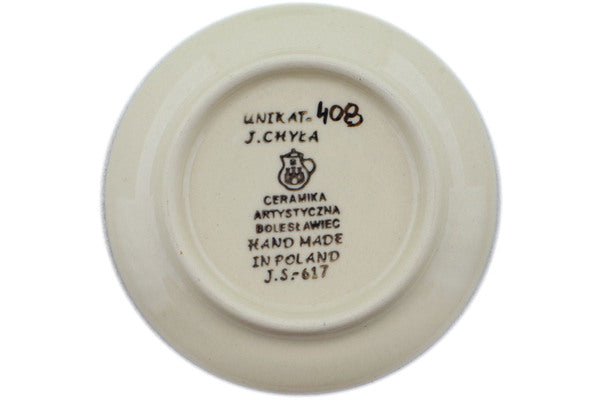 UNIKAT-408
J.CHYŁA
CERAMIKA
ARTYSTYCZNA
BOLESŁAWIEC
HAND MADE
IN POLAND
J.S.-617